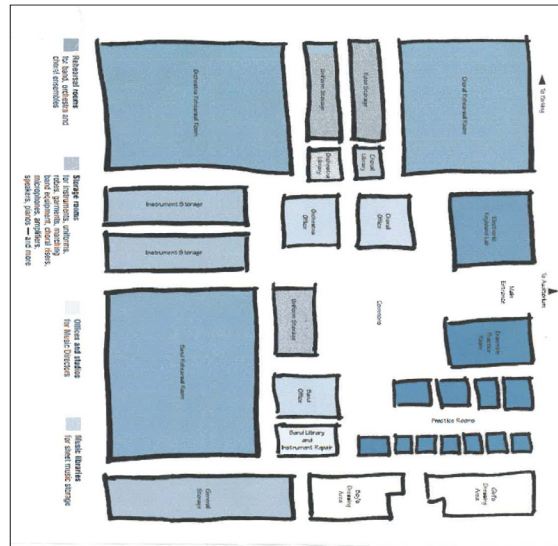 To Parking
To Auditorium
Main
Entrance
Choral Rehearsal Room
Storage
Uniform Storage
Orchestra Rehearsal Room
Choral
Library
Orchestra
Library
Electronic
Keyboard Lab
Choral
Office
Orchestra
Office
Instrument Storage
Instrument Storage
Commons
Ensemble
Practice
Room
Uniform Storage
Band Rehearsal Room
Band
Office
Practice Rooms
Band Library
and
Instrument Repair
Girl's
Dressing
Area
Boy's
Dressing
Area
General
Storage
Rehearsal rooms
for band, orchestra and
choral ensembles
Storage rooms
for instruments, uniforms,
robes, garments, marching
band equipment, choral risers,
microphones, amplifiers,
speakers, pianos — and more
Offices and studios
for Music Directors
Music libraries
for sheet music storage